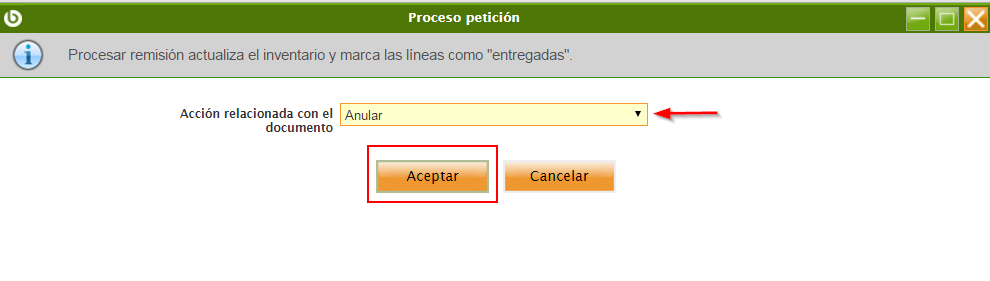 Proceso petición
Procesar remisión actualiza el inventario y marca las líneas como "entregadas".
Acción relacionada con el
documento
Anular
Aceptar
Cancelar